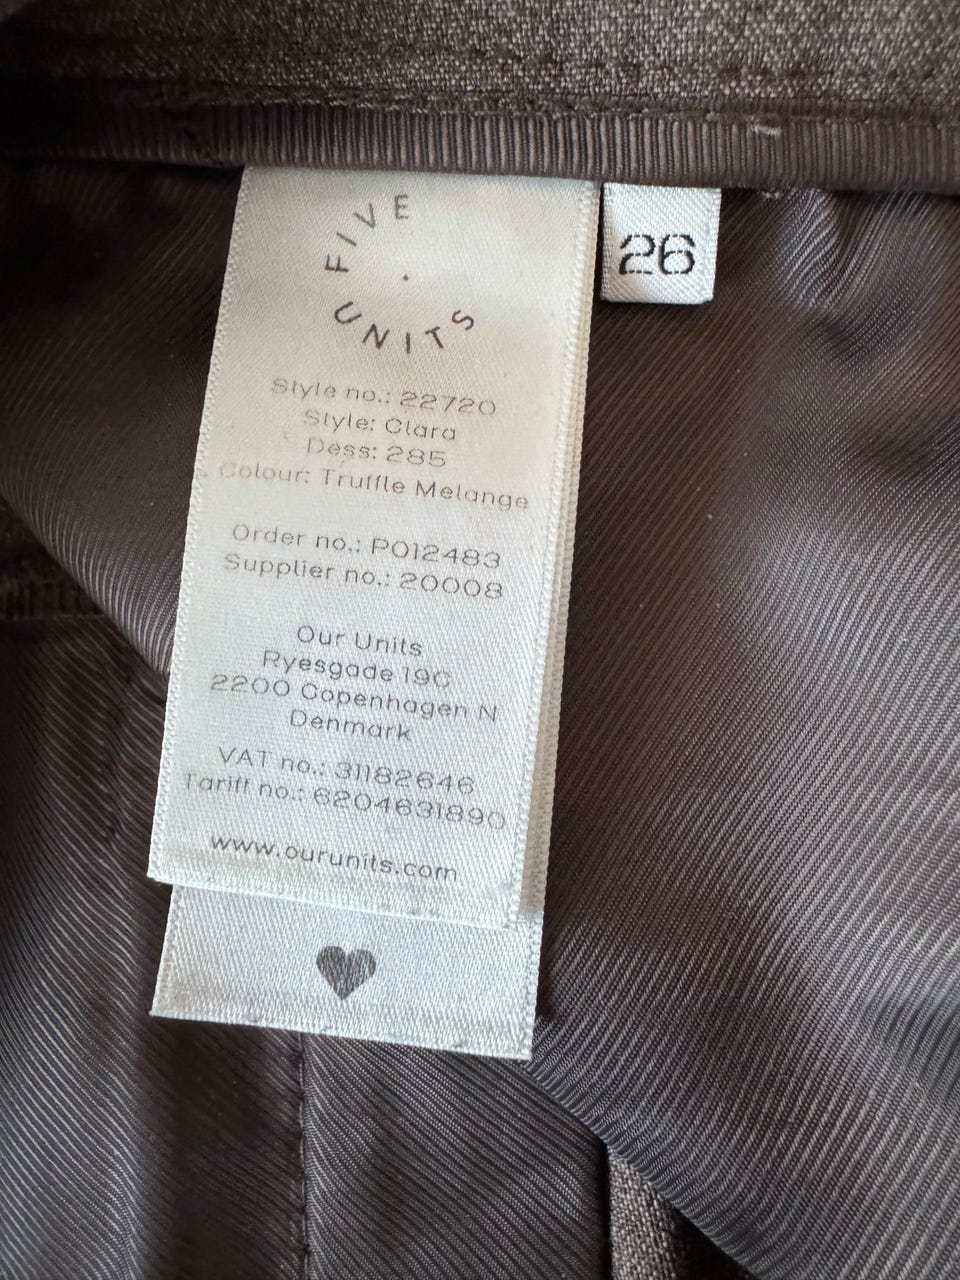 FIVE
UNITS
26
Style no.: 22720
Style: Clara
Dess: 285
Colour: Truffle Melange
Order no.: PO12483
Supplier no.: 20008
Our Units
Ryesgade 19C
2200 Copenhagen N
Denmark
VAT no.: 31182646
Tariff no.: 6204631890
www.ourunits.com